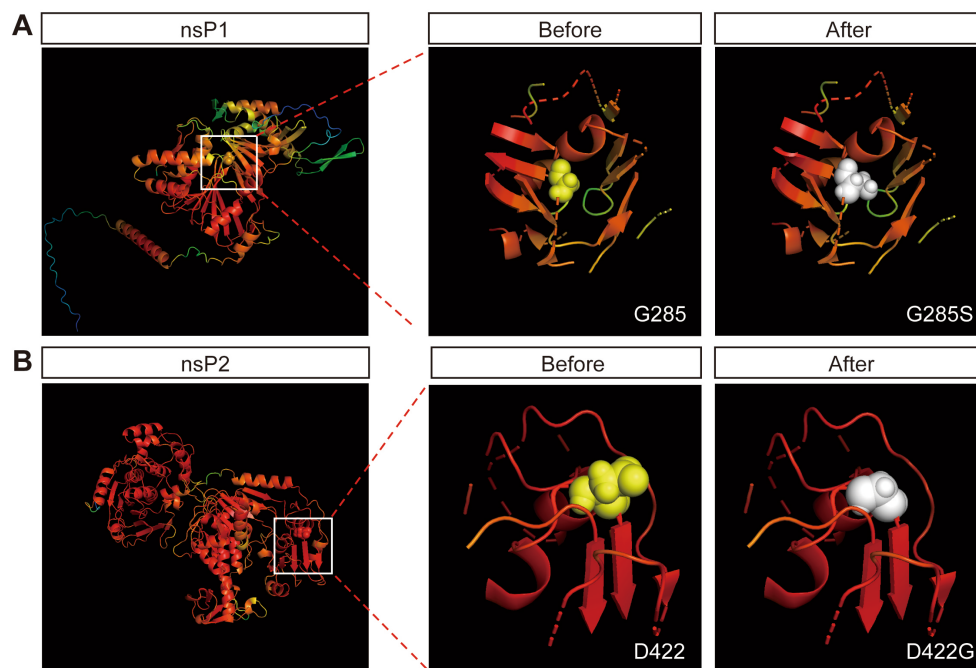 A
nsP1
Before
After
G285
G285S
B
nsP2
Before
After
D422
D422G